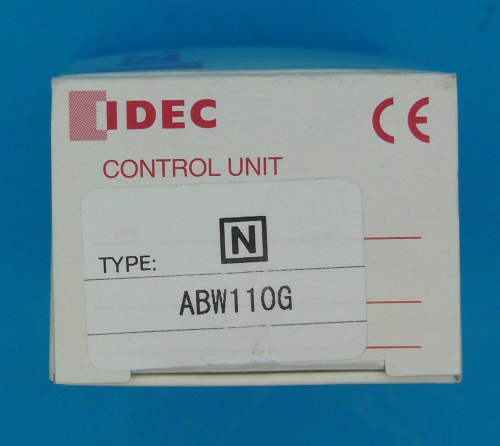 IDEC
CE
CONTROL UNIT
N
TYPE:
ABW110G